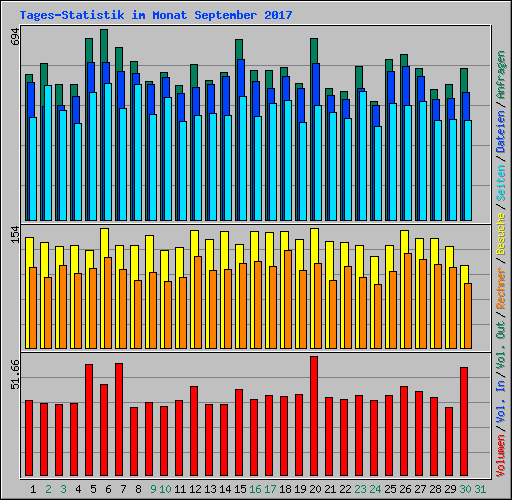 Tages-Statistik im Monat September 2017
694
154
51.66
Volumen / Vol. In / Vol. Out / Rechner / Besuche / Seiten / Dateien / Anfragen
1 2 3 4 5 6 7 8 9 10 11 12 13 14 15 16 17 18 19 20 21 22 23 24 25 26 27 28 29 30 31